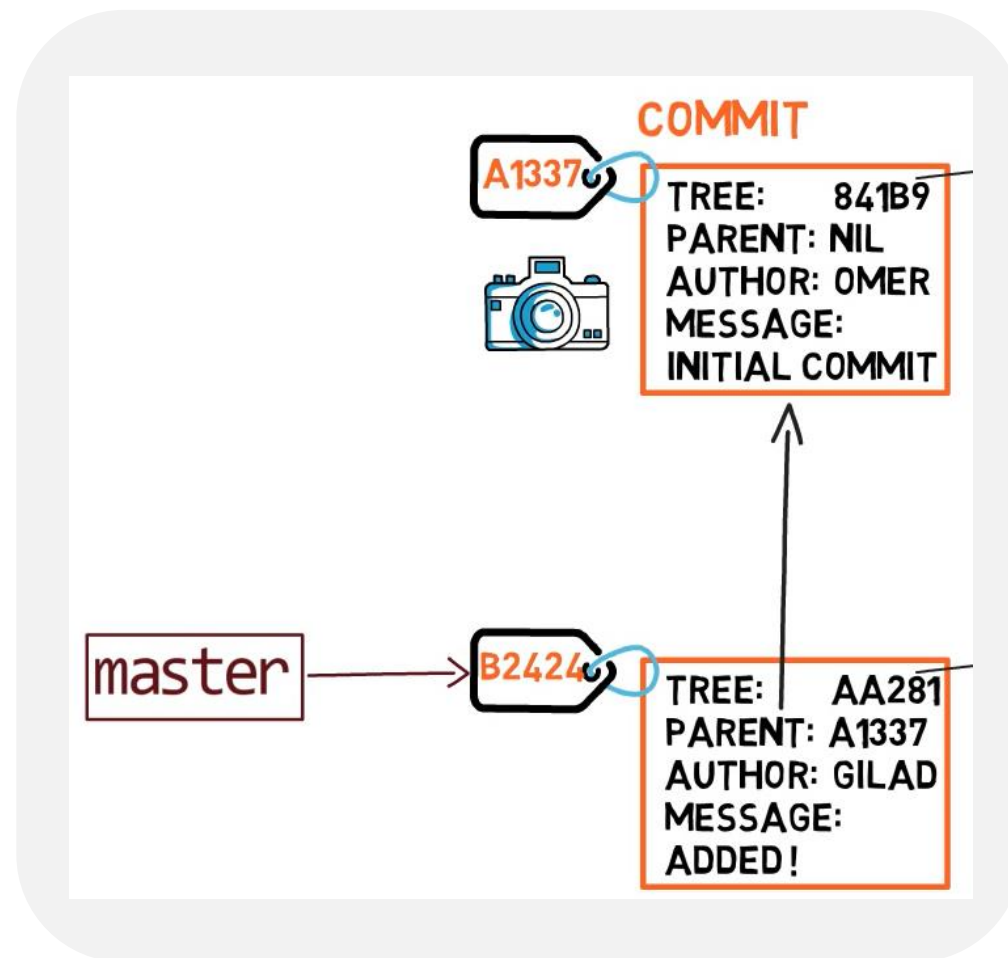 COMMIT
A1337
TREE: 841B9
PARENT: NIL
AUTHOR: OMER
MESSAGE:
INITIAL COMMIT
master
B2424
TREE: AA281
PARENT: A1337
AUTHOR: GILAD
MESSAGE:
ADDED!